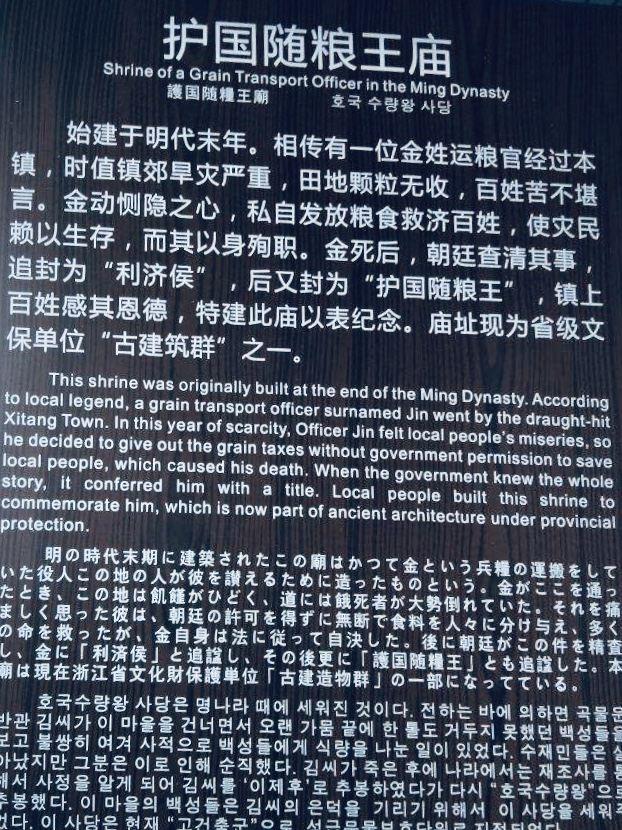 护国随粮王庙
Shrine of a Grain Transport Officer in the Ming Dynasty
護国随糧王廟 호국 수량왕 사당
始建于明代末年。相传有一位金姓运粮官经过本
镇，时值镇郊旱灾严重，田地颗粒无收，百姓苦不堪
言。金动恻隐之心，私自发放粮食救济百姓，使灾民
赖以生存，而其以身殉职。金死后，朝廷查清其事，
追封为“利济侯”，后又封为“护国随粮王”，镇上
百姓感其恩德，特建此庙以表纪念。庙址现为省级文
保单位“古建筑群”之一。
This shrine was originally built at the end of the Ming Dynasty. According
to local legend, a grain transport officer surnamed Jin went by the draught-hit
Xitang Town. In this year of scarcity, Officer Jin felt local people's miseries, so
he decided to give out the grain taxes without government permission to save
local people, which caused his death. When the government knew the whole
story, it conferred him with a title. Local people built this shrine to
commemorate him, which is now part of ancient architecture under provincial
protection.
明の時代末期に建築されたこの廟はかつて金という兵糧の運搬をして
いた役人この地の人が彼を讃えるために造ったものという。金がここを通っ
たとき、この地は飢饉がひどく、道には餓死者が大勢倒れていた。それを痛
ましく思った彼は、朝廷の許可を得ずに無断で食料を人々に分け与え、多く
の命を救ったが、金自身は法に従って自決した。後に朝廷がこの件を精査
し、金に「利済侯」と追諡し、その後更に「護国随糧王」とも追諡した。本
廟は現在浙江省文化財保護単位「古建造物群」の一部になってている。
호국수량왕 사당은 명나라 때에 세워진 것이다. 전하는 바에 의하면 곡물운
반관 김씨가 이 마을을 건너면서 오랜 가뭄 끝에 한 톨도 거두지 못했던 백성들을
보고 불쌍히 여겨 사적으로 백성들에게 식량을 나눈 일이 있었다. 수재민들은 살
아났지만 그분은 이로 인해 순직했다. 김씨가 죽은 후에 나라에서는 재조사를 통
해서 사정을 알게 되어 김씨를 '이제후'로 추봉하였다가 다시 “호국수량왕”으로
추봉했다. 이 마을의 백성들은 김씨의 은덕을 기리기 위해서 이 사당을 세우
었다. 이 사당은 현재 “고건축군”으로